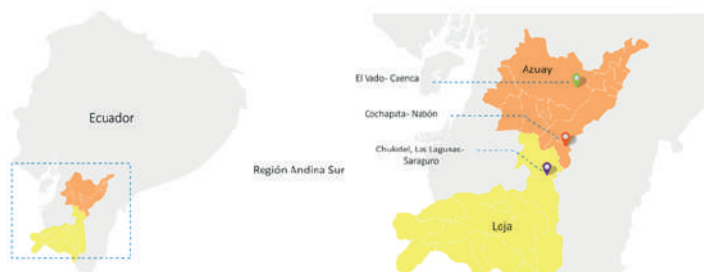 Ecuador
Región Andina Sur
Azuay
El Vado- Cuenca
Cochapata- Nabón
Chukidel, Las Lagunas-
Saraguro
Loja